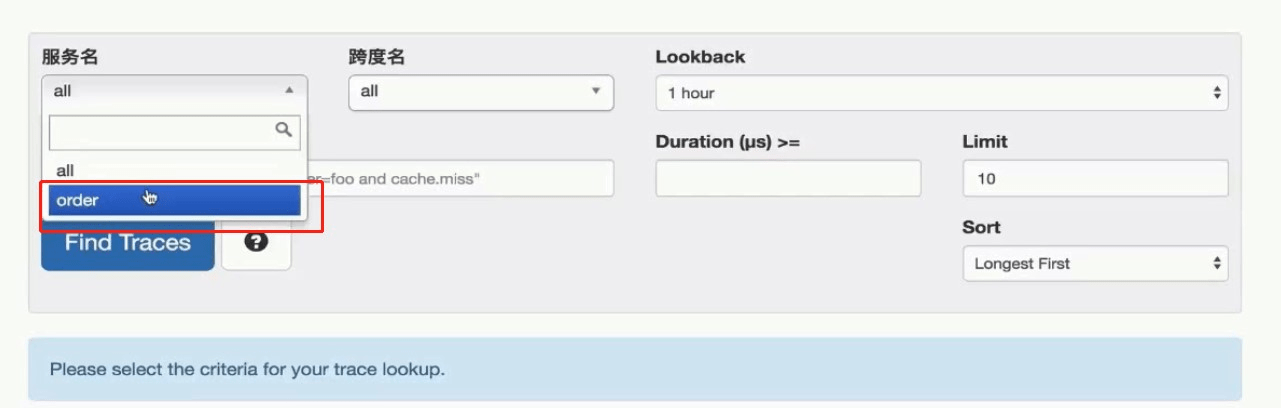 服务名 跨度名 Lookback
all all 1 hour
Duration (μs) >= Limit
all
er=foo and cache.miss" 10
order
Sort
Find Traces ?
Longest First
Please select the criteria for your trace lookup.